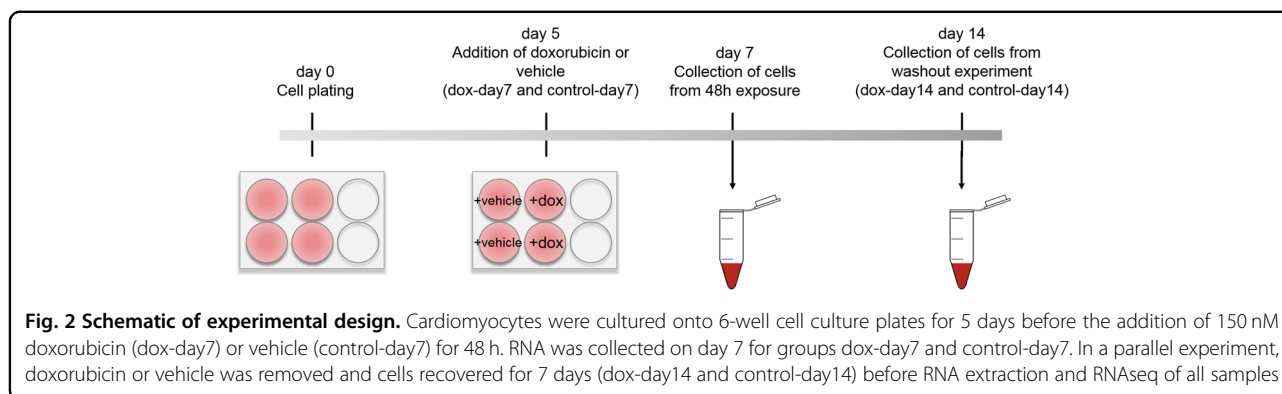 day 0
Cell plating
day 5
Addition of doxorubicin or
vehicle
(dox-day7 and control-day7)
day 7
Collection of cells
from 48h exposure
day 14
Collection of cells from
washout experiment
(dox-day14 and control-day14)
+vehicle +dox
+vehicle +dox
Fig. 2 Schematic of experimental design. Cardiomyocytes were cultured onto 6-well cell culture plates for 5 days before the addition of 150 nM
doxorubicin (dox-day7) or vehicle (control-day7) for 48 h. RNA was collected on day 7 for groups dox-day7 and control-day7. In a parallel experiment,
doxorubicin or vehicle was removed and cells recovered for 7 days (dox-day14 and control-day14) before RNA extraction and RNAseq of all samples